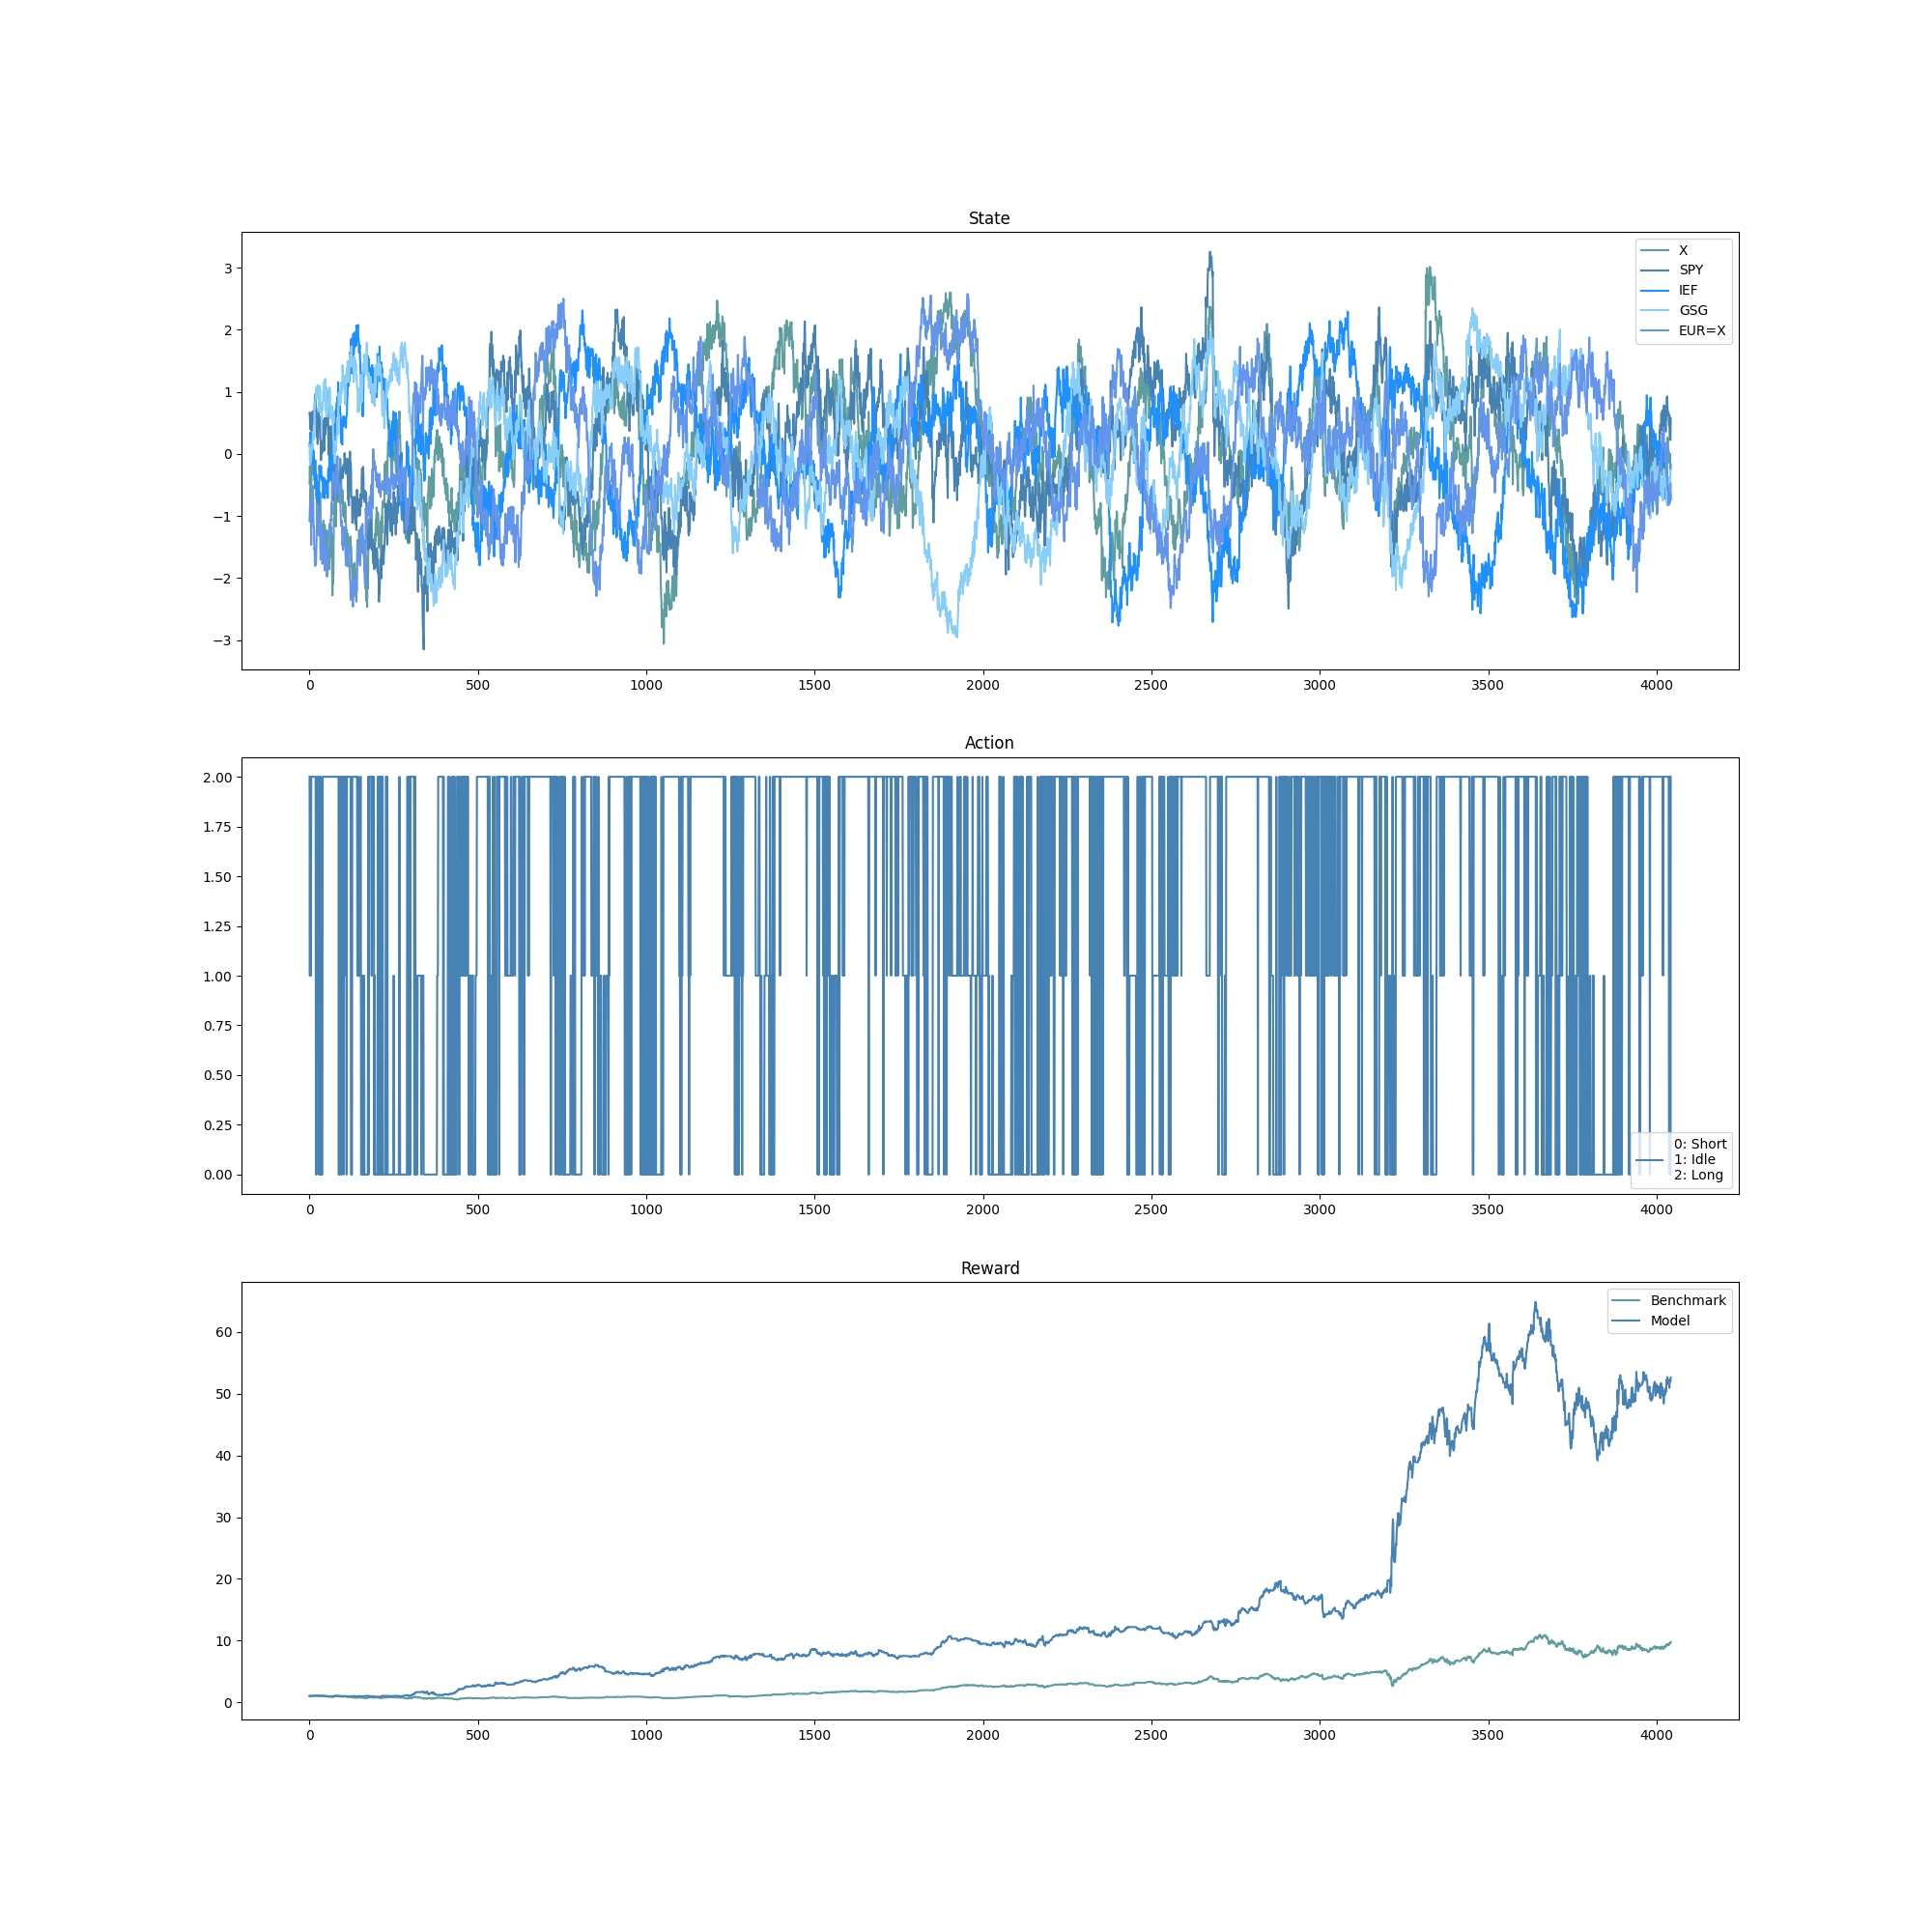 State
3
2
1
0
−1
−2
−3
X
SPY
IEF
GSG
EUR=X
0 500 1000 1500 2000 2500 3000 3500 4000
Action
2.00
1.75
1.50
1.25
1.00
0.75
0.50
0.25
0.00
0: Short
1: Idle
2: Long
0 500 1000 1500 2000 2500 3000 3500 4000
Reward
60
50
40
30
20
10
0
Benchmark
Model
0 500 1000 1500 2000 2500 3000 3500 4000